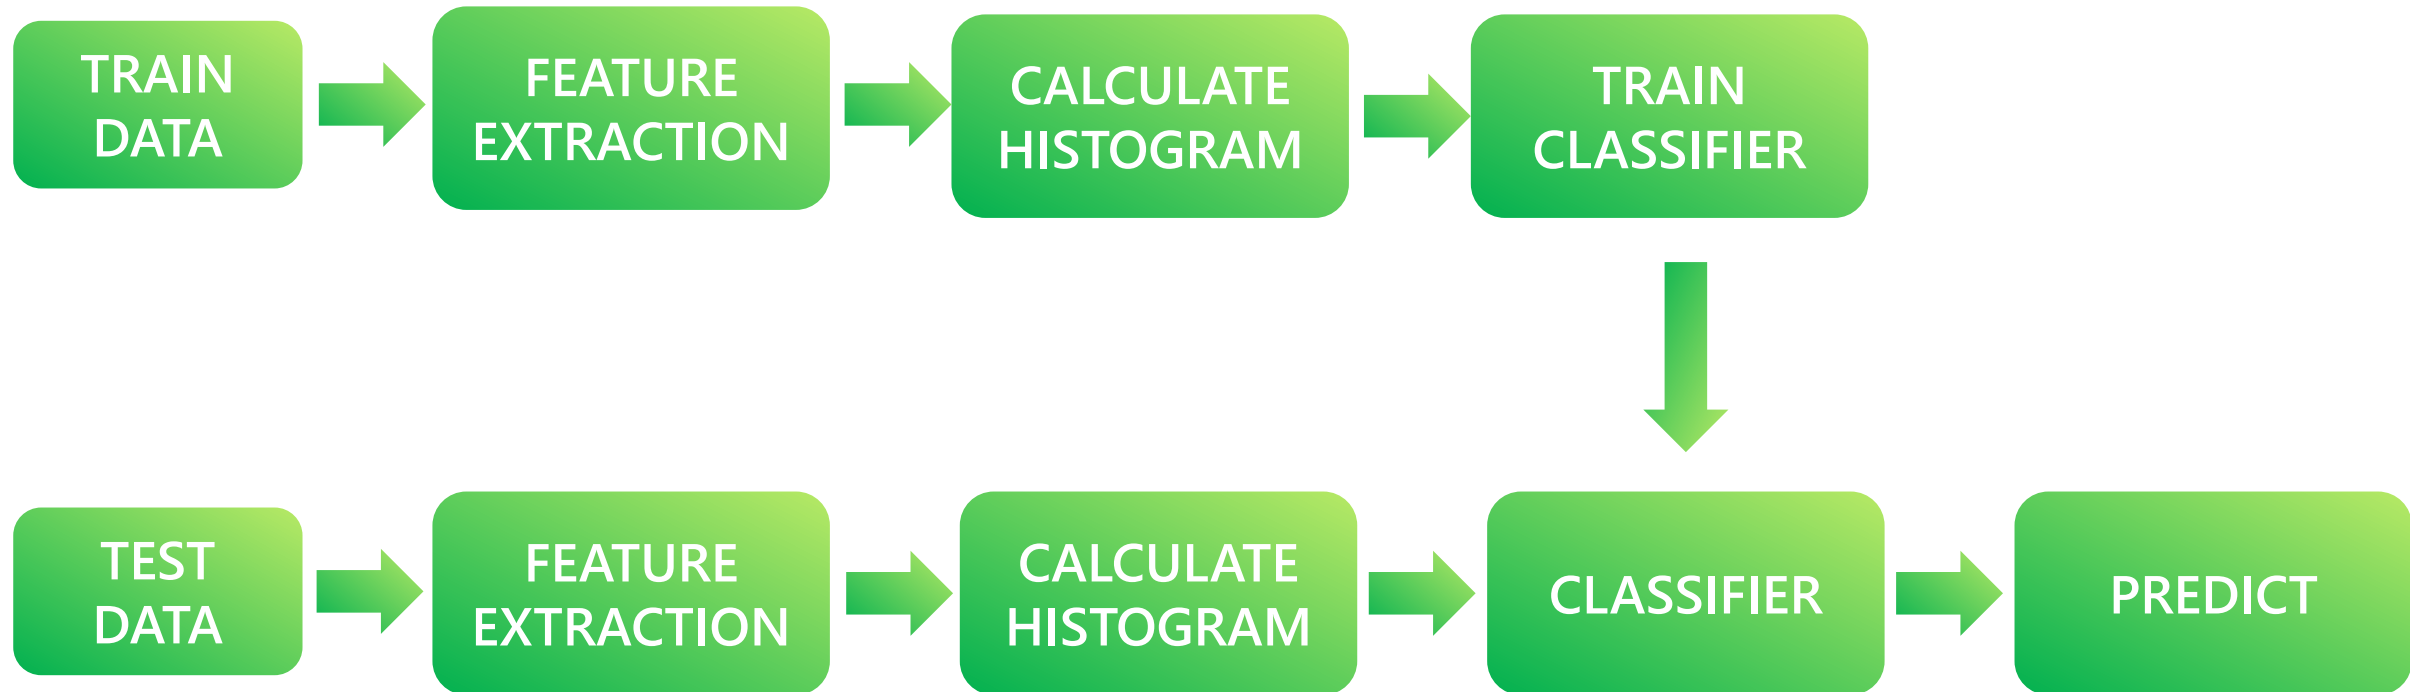 TRAIN
DATA
FEATURE
EXTRACTION
CALCULATE
HISTOGRAM
TRAIN
CLASSIFIER
TEST
DATA
FEATURE
EXTRACTION
CALCULATE
HISTOGRAM
CLASSIFIER
PREDICT